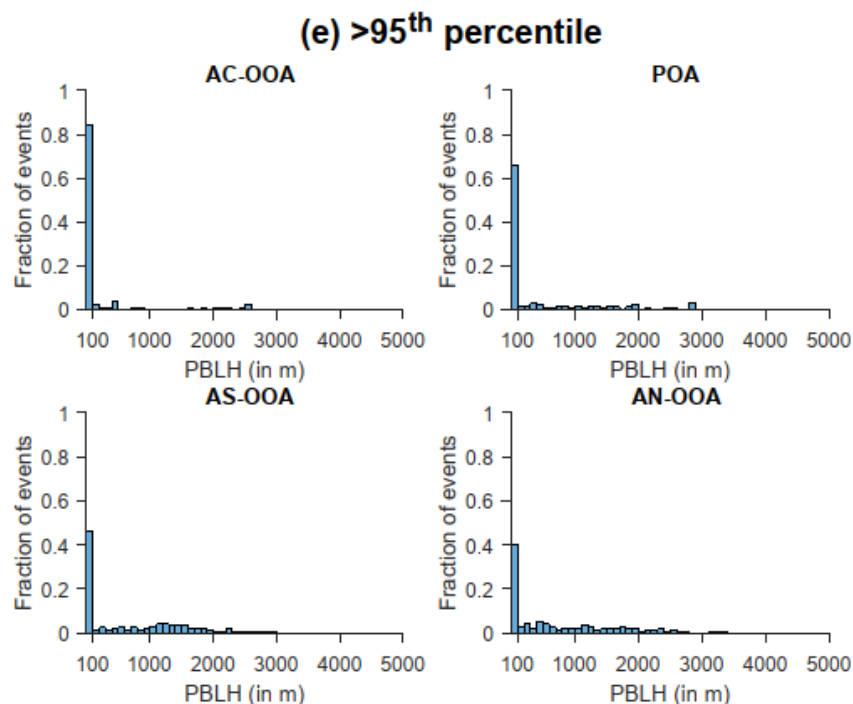 (e) >95th percentile
AC-OOA
Fraction of events
1
0.8
0.6
0.4
0.2
0
100 1000 2000 3000 4000 5000
PBLH (in m)
POA
Fraction of events
1
0.8
0.6
0.4
0.2
0
100 1000 2000 3000 4000 5000
PBLH (in m)
AS-OOA
Fraction of events
1
0.8
0.6
0.4
0.2
0
100 1000 2000 3000 4000 5000
PBLH (in m)
AN-OOA
Fraction of events
1
0.8
0.6
0.4
0.2
0
100 1000 2000 3000 4000 5000
PBLH (in m)